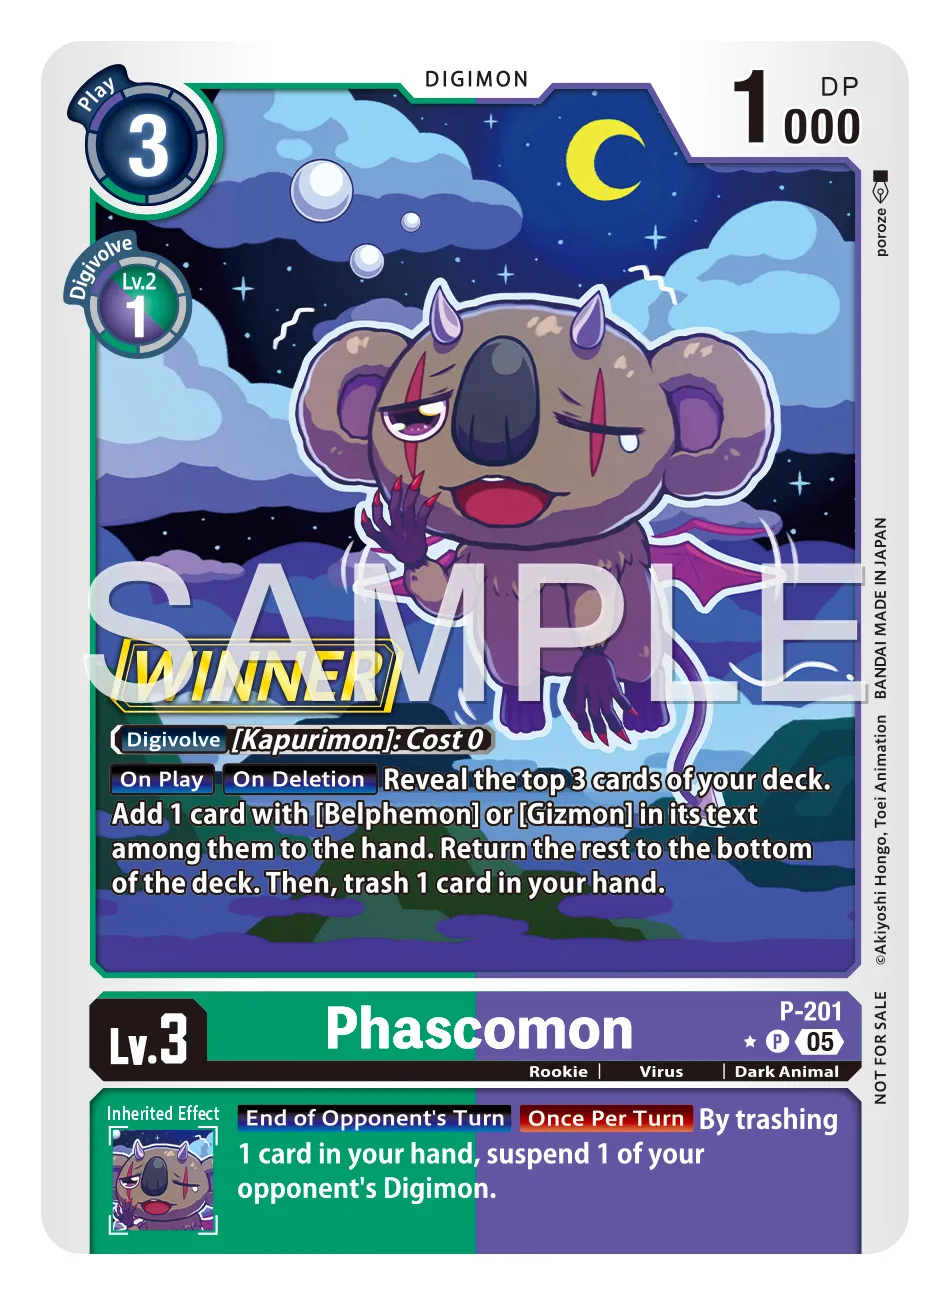 DIGIMON
Play
3
1000
DP
Digivolve
Lv.2
1
poroze
SAMPLE
WINNER
Digivolve [Kapurimon]: Cost 0
On Play On Deletion Reveal the top 3 cards of your deck.
Add 1 card with [Belphemon] or [Gizmon] in its text
among them to the hand. Return the rest to the bottom
of the deck. Then, trash 1 card in your hand.
©Akiyoshi Hongo, Toei Animation BANDAI MADE IN JAPAN
NOT FOR SALE
Lv.3
Phascomon
P-201
P 05
Rookie | Virus | Dark Animal
Inherited Effect
End of Opponent's Turn Once Per Turn By trashing
1 card in your hand, suspend 1 of your
opponent's Digimon.